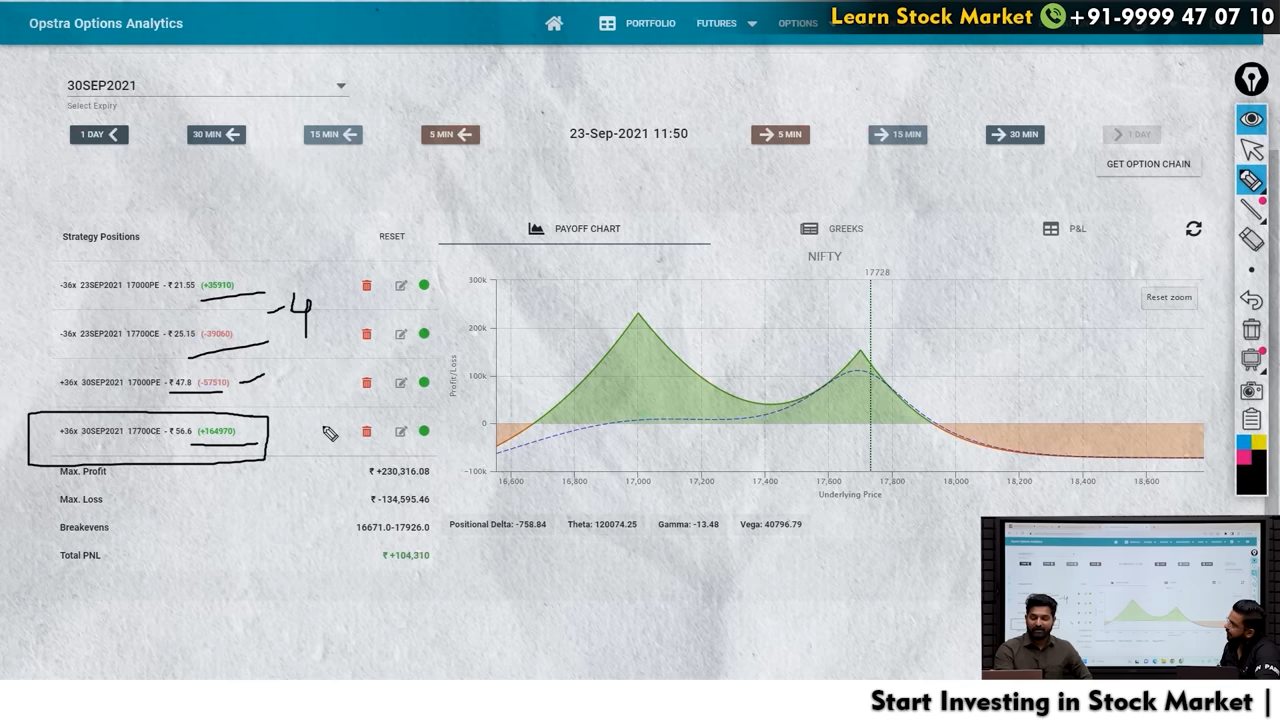 Opstra Options Analytics
PORTFOLIO
FUTURES
OPTIONS
Learn Stock Market +91-9999 47 07 10
30SEP2021
Select Expiry
1 DAY
30 MIN
15 MIN
5 MIN
23-Sep-2021 11:50
5 MIN
15 MIN
30 MIN
1 DAY
GET OPTION CHAIN
Strategy Positions
RESET
PAYOFF CHART
GREEKS
P&L
-36x 23SEP2021 17000PE - ₹ 21.55 (+35910)
-36x 23SEP2021 17700CE - ₹ 25.15 (-39060)
+36x 30SEP2021 17000PE - ₹ 47.8 (-57510)
+36x 30SEP2021 17700CE - ₹ 56.6 (+164970)
-4
Max. Profit ₹ +230,316.08
Max. Loss ₹ -134,595.46
Breakevens 16671.0-17926.0
Total PNL ₹ +104,310
NIFTY
17728
Reset zoom
300k
200k
100k
0
-100k
Profit/Loss
16,600 16,800 17,000 17,200 17,400 17,600 17,800 18,000 18,200 18,400 18,600
Underlying Price
Positional Delta: -758.84 Theta: 120074.25 Gamma: -13.48 Vega: 40796.79
Start Investing in Stock Market |